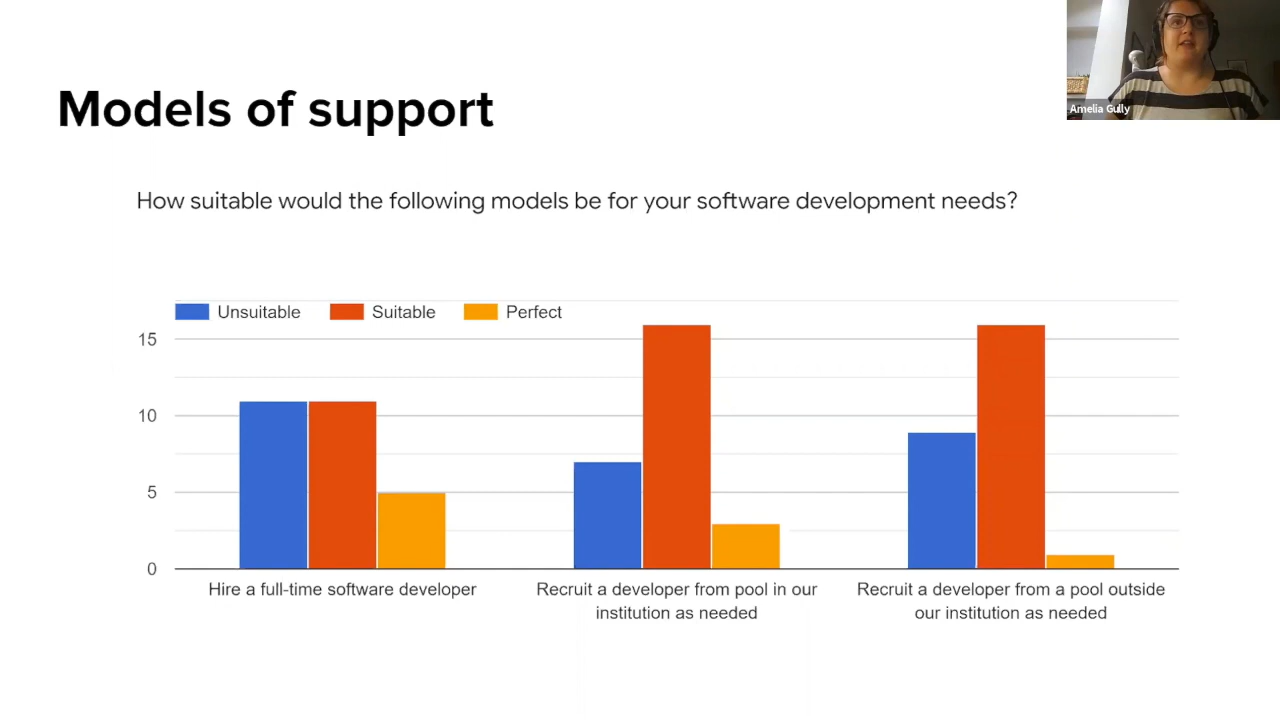 Models of support
Amelia Gully
How suitable would the following models be for your software development needs?
Unsuitable Suitable Perfect
15
10
5
0
Hire a full-time software developer
Recruit a developer from pool in our
institution as needed
Recruit a developer from a pool outside
our institution as needed